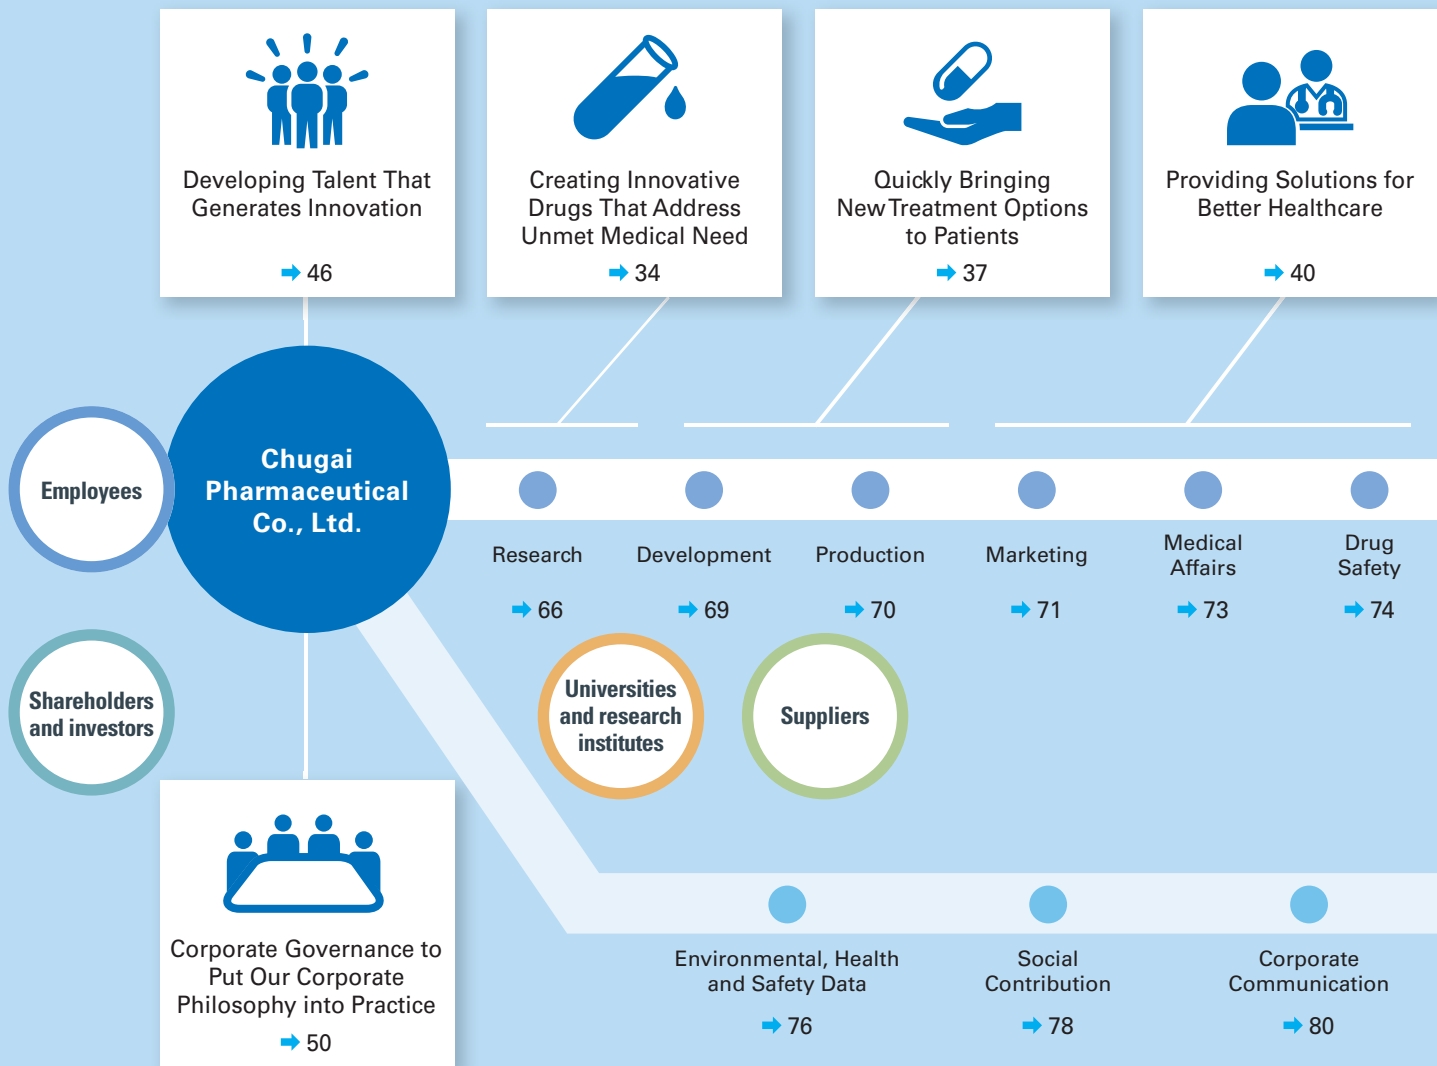 Developing Talent That
Generates Innovation
➡ 46
Creating Innovative
Drugs That Address
Unmet Medical Need
➡ 34
Quickly Bringing
New Treatment Options
to Patients
➡ 37
Providing Solutions for
Better Healthcare
➡ 40
Employees
Chugai
Pharmaceutical
Co., Ltd.
Research
➡ 66
Development
➡ 69
Production
➡ 70
Marketing
➡ 71
Medical
Affairs
➡ 73
Drug
Safety
➡ 74
Shareholders
and investors
Universities
and research
institutes
Suppliers
Corporate Governance to
Put Our Corporate
Philosophy into Practice
➡ 50
Environmental, Health
and Safety Data
➡ 76
Social
Contribution
➡ 78
Corporate
Communication
➡ 80